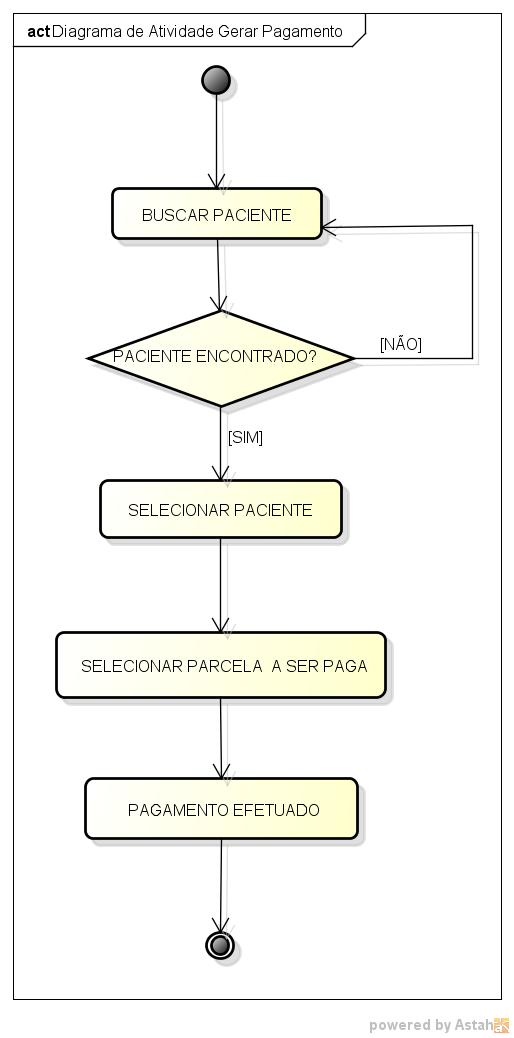 act Diagrama de Atividade Gerar Pagamento
BUSCAR PACIENTE
[NÃO]
PACIENTE ENCONTRADO?
[SIM]
SELECIONAR PACIENTE
SELECIONAR PARCELA  A SER PAGA
PAGAMENTO EFETUADO
powered by Astah